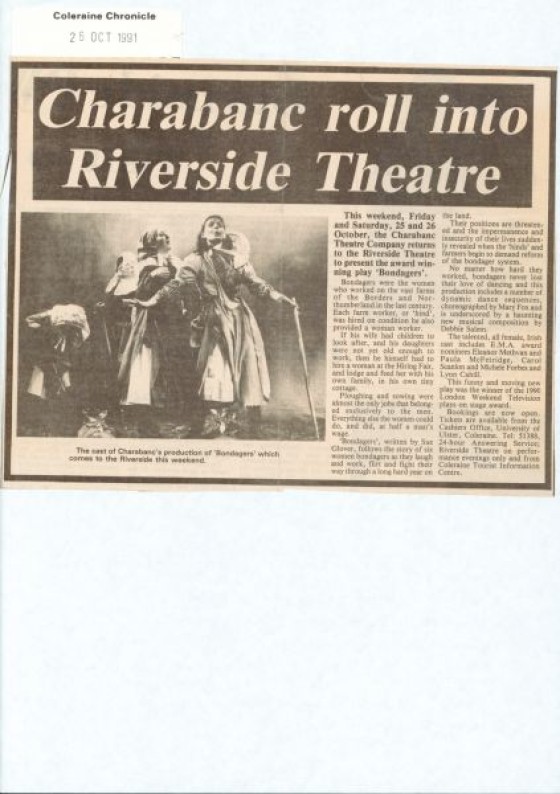 Coleraine Chronicle
25 OCT 1991
Charabanc roll into
Riverside Theatre
The cast of Charabanc's production of 'Bondagers' which
comes to the Riverside this weekend.
This weekend, Friday
and Saturday, 25 and 26
October, the Charabanc
Theatre Company returns
to the Riverside Theatre
to present the award win-
ning play 'Bondagers'.
Bondagers were the women
who worked on the vast farms
of the Borders and Nor-
thumberland in the last century.
Each farm worker, or 'hind',
was hired on condition he also
provided a woman worker.
If his wife had children to
look after, and his daughters
were not yet old enough to
work, then he himself had to
hire a woman at the Hiring Fair,
and lodge and feed her with his
own family, in his own tiny
cottage.
Ploughing and sowing were
almost the only jobs that belong-
ed exclusively to the men.
Everything else the women could
do, and did, at half a man's
wage.
'Bondagers', written by Sue
Glover, follows the story of six
women bondagers as they laugh
and work, flirt and fight their
way through a long hard year on
the land.
Their positions are threaten-
ed and the impermanence and
insecurity of their lives sudden-
ly revealed when the 'hinds' and
farmers begin to demand reform
of the bondager system.
No matter how hard they
worked, bondagers never lost
their love of dancing and this
production includes a number of
dynamic dance sequences,
choreographed by Mary Fox and
is underscored by a haunting
new musical composition by
Debbie Salem.
The talented, all female, Irish
cast includes E.M.A. award
nominees Eleanor Methven and
Paula McFetridge, Carol
Scanlan and Michele Forbes and
Lynn Cahill.
This funny and moving new
play was the winner of the 1990
London Weekend Television
plays on stage award.
Bookings are now open.
Tickets are available from the
Cashiers Office, University of
Ulster, Coleraine. Tel: 51388,
24-hour Answering Service;
Riverside Theatre on perfor-
mance evenings only and from
Coleraine Tourist Information
Centre.